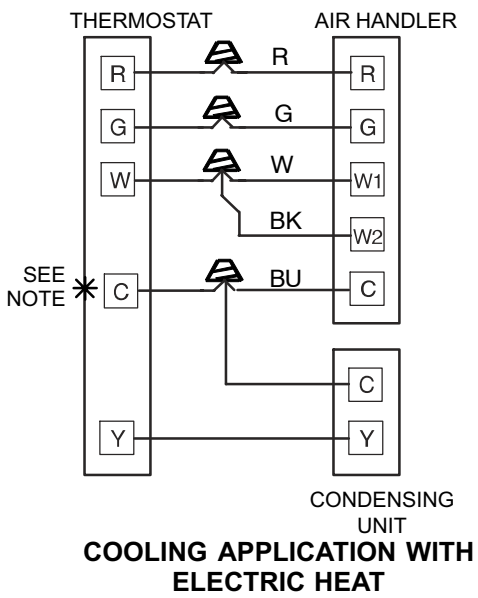 THERMOSTAT
AIR HANDLER
R
R
R
G
G
G
W
W
W1
BK
W2
SEE
NOTE
C
BU
C
C
Y
Y
CONDENSING
UNIT
COOLING APPLICATION WITH
ELECTRIC HEAT